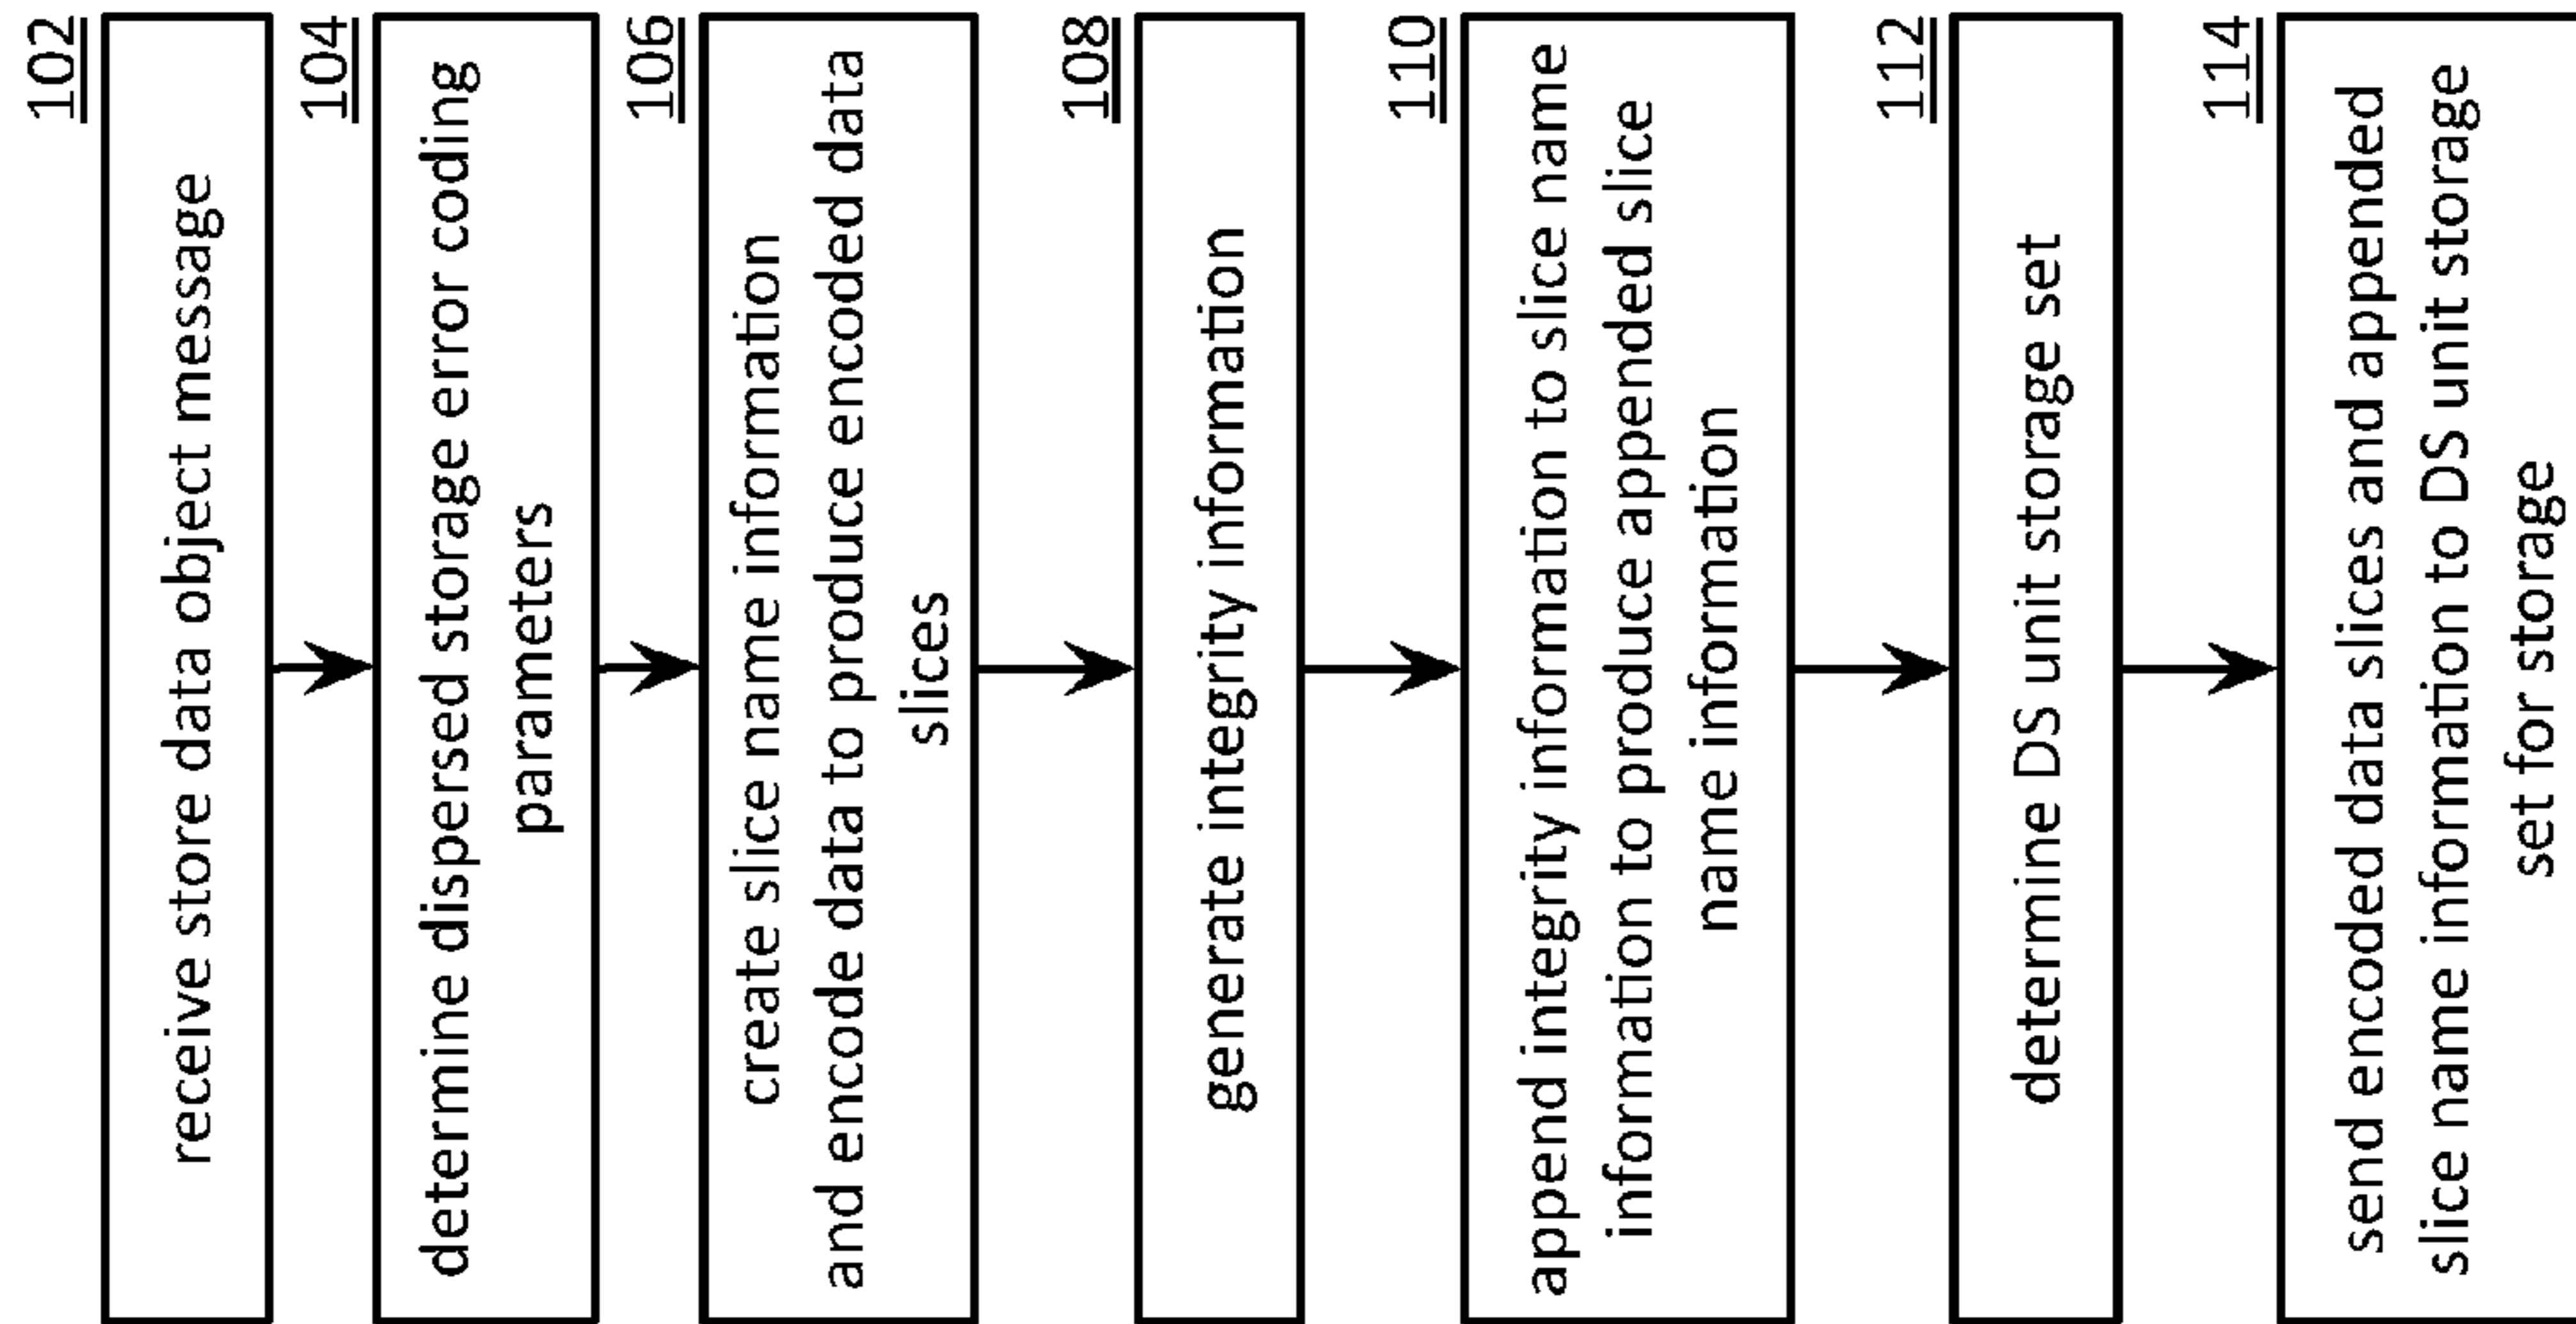 102
receive store data object message
104
determine dispersed storage error coding
parameters
106
create slice name information
and encode data to produce encoded data
slices
108
generate integrity information
110
append integrity information to slice name
information to produce appended slice
name information
112
determine DS unit storage set
114
send encoded data slices and appended
slice name information to DS unit storage
set for storage